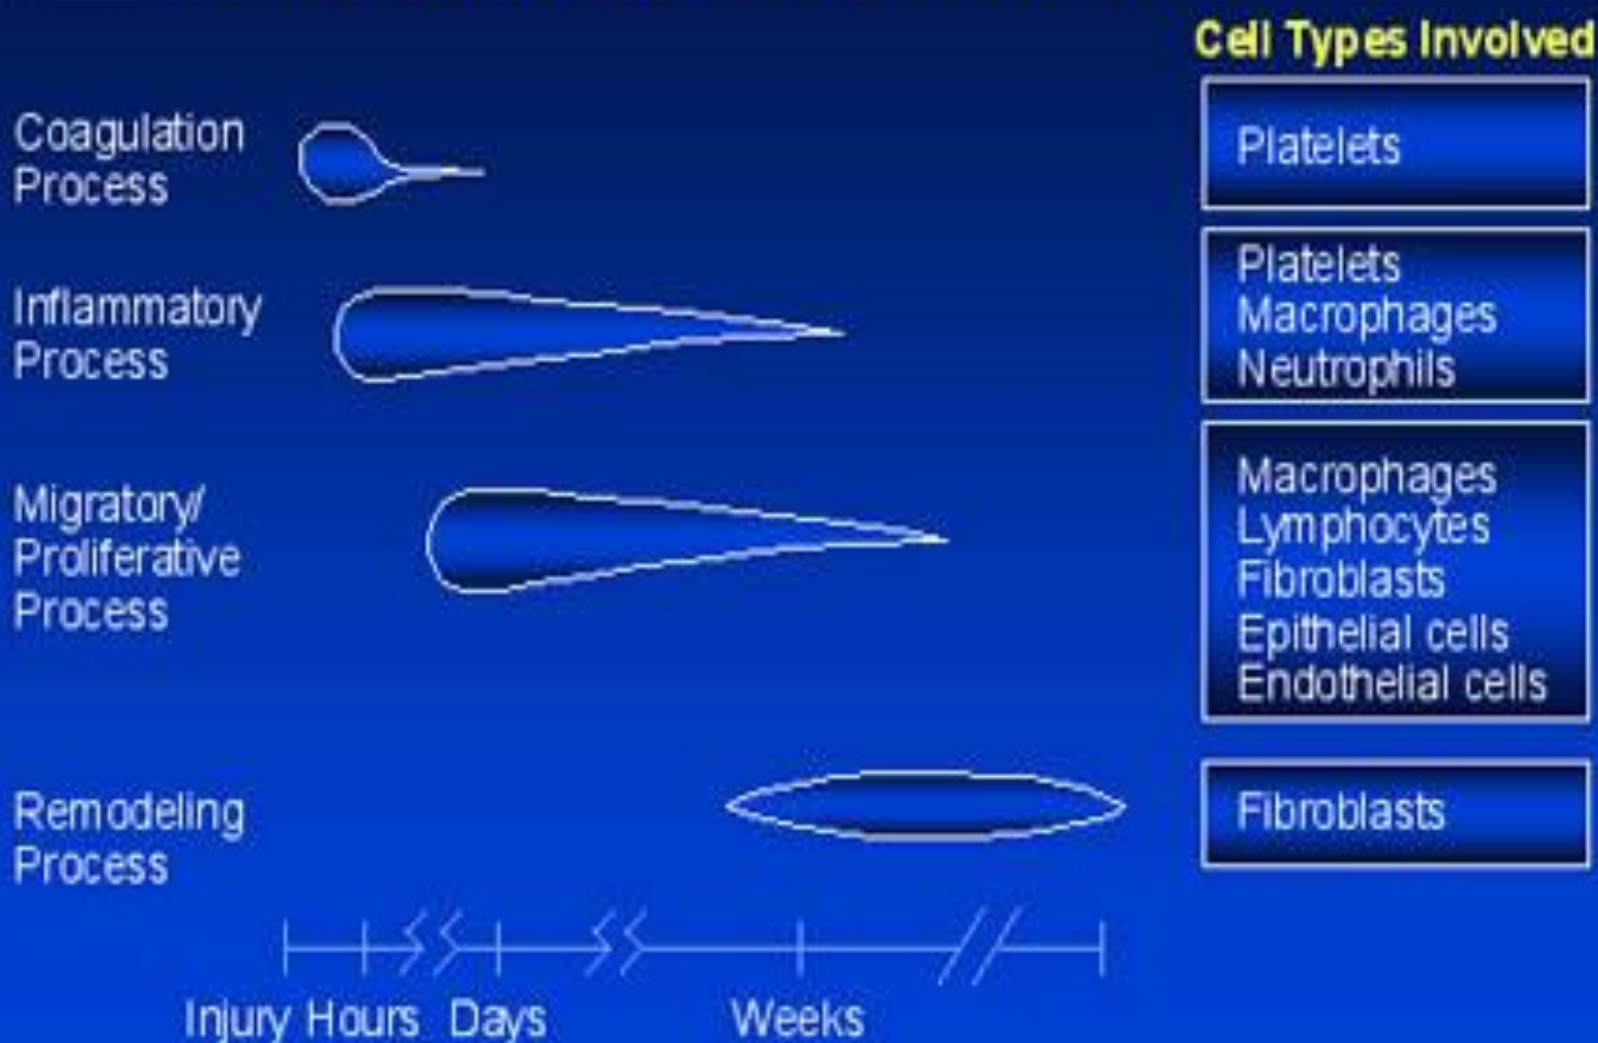 Cell Types Involved
Coagulation
Process
Platelets
Inflammatory
Process
Platelets
Macrophages
Neutrophils
Migratory/
Proliferative
Process
Macrophages
Lymphocytes
Fibroblasts
Epithelial cells
Endothelial cells
Remodeling
Process
Fibroblasts
Injury Hours Days Weeks